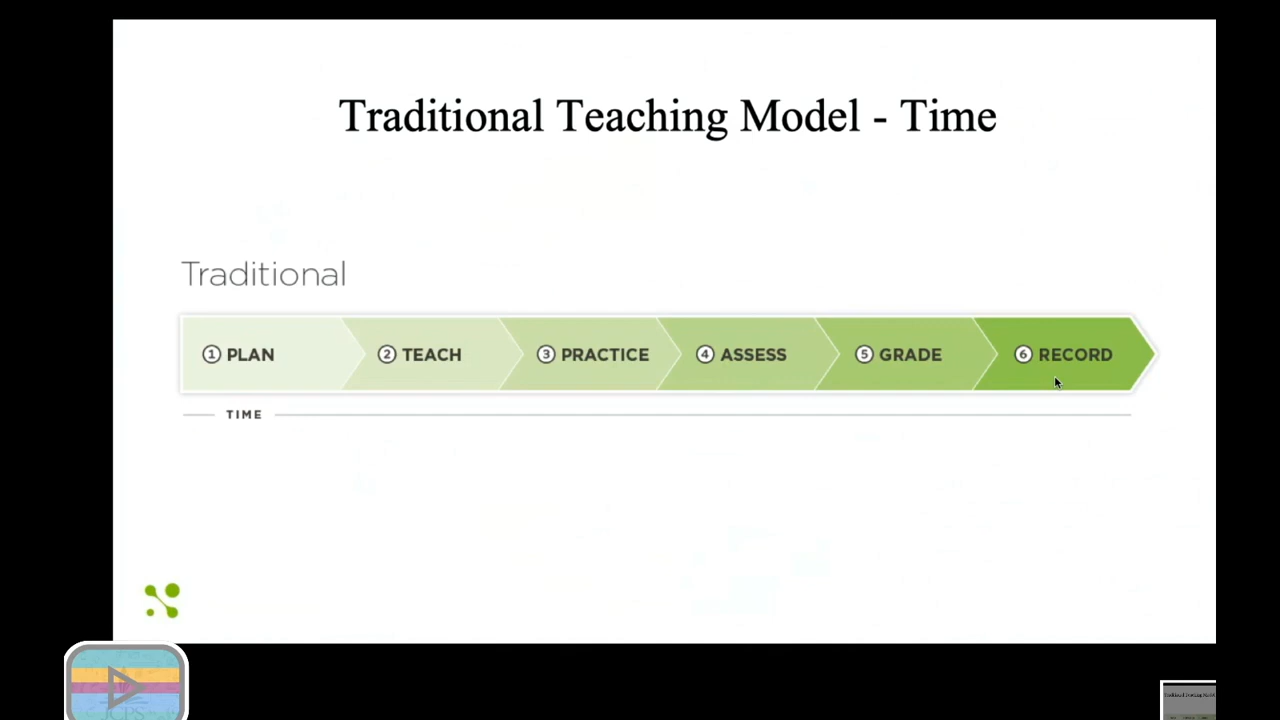 Traditional Teaching Model - Time
Traditional
1 PLAN 2 TEACH 3 PRACTICE 4 ASSESS 5 GRADE 6 RECORD
TIME